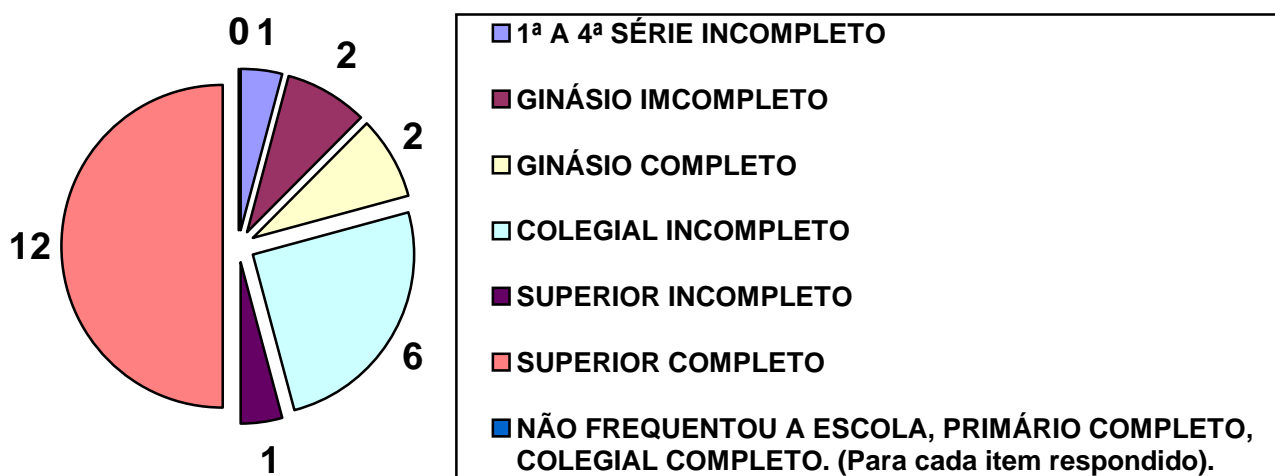 0 1
2
2
12
6
1
1ª A 4ª SÉRIE INCOMPLETO
GINÁSIO IMCOMPLETO
GINÁSIO COMPLETO
COLEGIAL INCOMPLETO
SUPERIOR INCOMPLETO
SUPERIOR COMPLETO
NÃO FREQUENTOU A ESCOLA, PRIMÁRIO COMPLETO,
COLEGIAL COMPLETO. (Para cada item respondido).